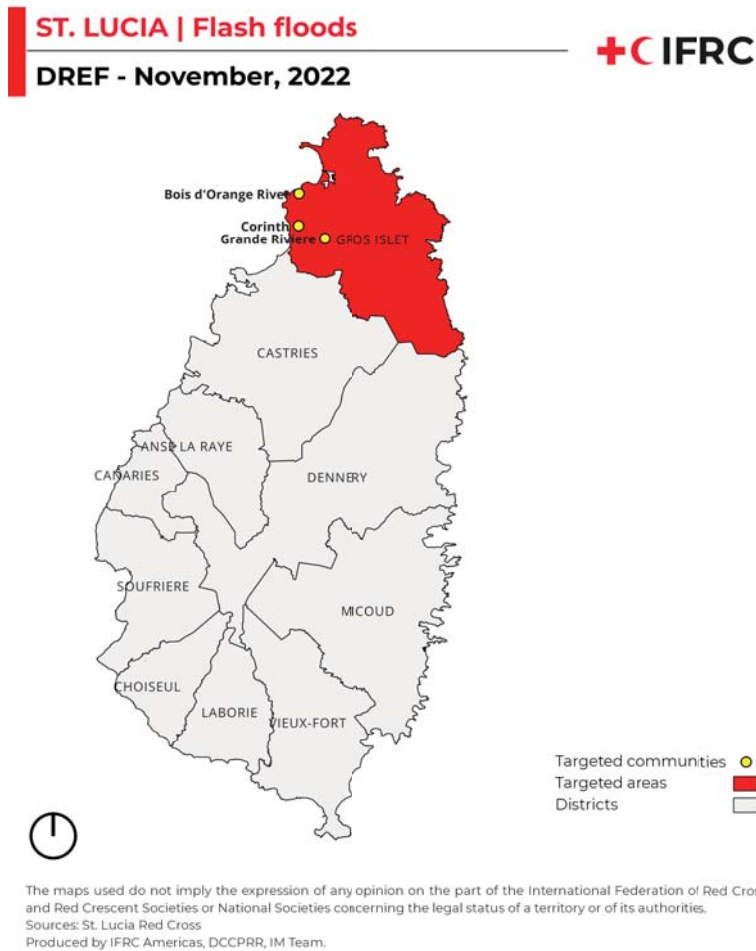 ST. LUCIA | Flash floods
IFRC
DREF - November, 2022
Bois d'Orange River
Corinth
Grande Riviere
GROS ISLET
CASTRIES
ANSE LA RAYE
CANARIES
DENNERY
SOUFRIERE
MICOUD
CHOISEUL
LABORIE
VIEUX-FORT
Targeted communities
Targeted areas
Districts
The maps used do not imply the expression of any opinion on the part of the International Federation of Red Cros
and Red Crescent Societies or National Societies concerning the legal status of a territory or of its authorities.
Sources: St. Lucia Red Cross
Produced by IFRC Americas, DCCPRR, IM Team.